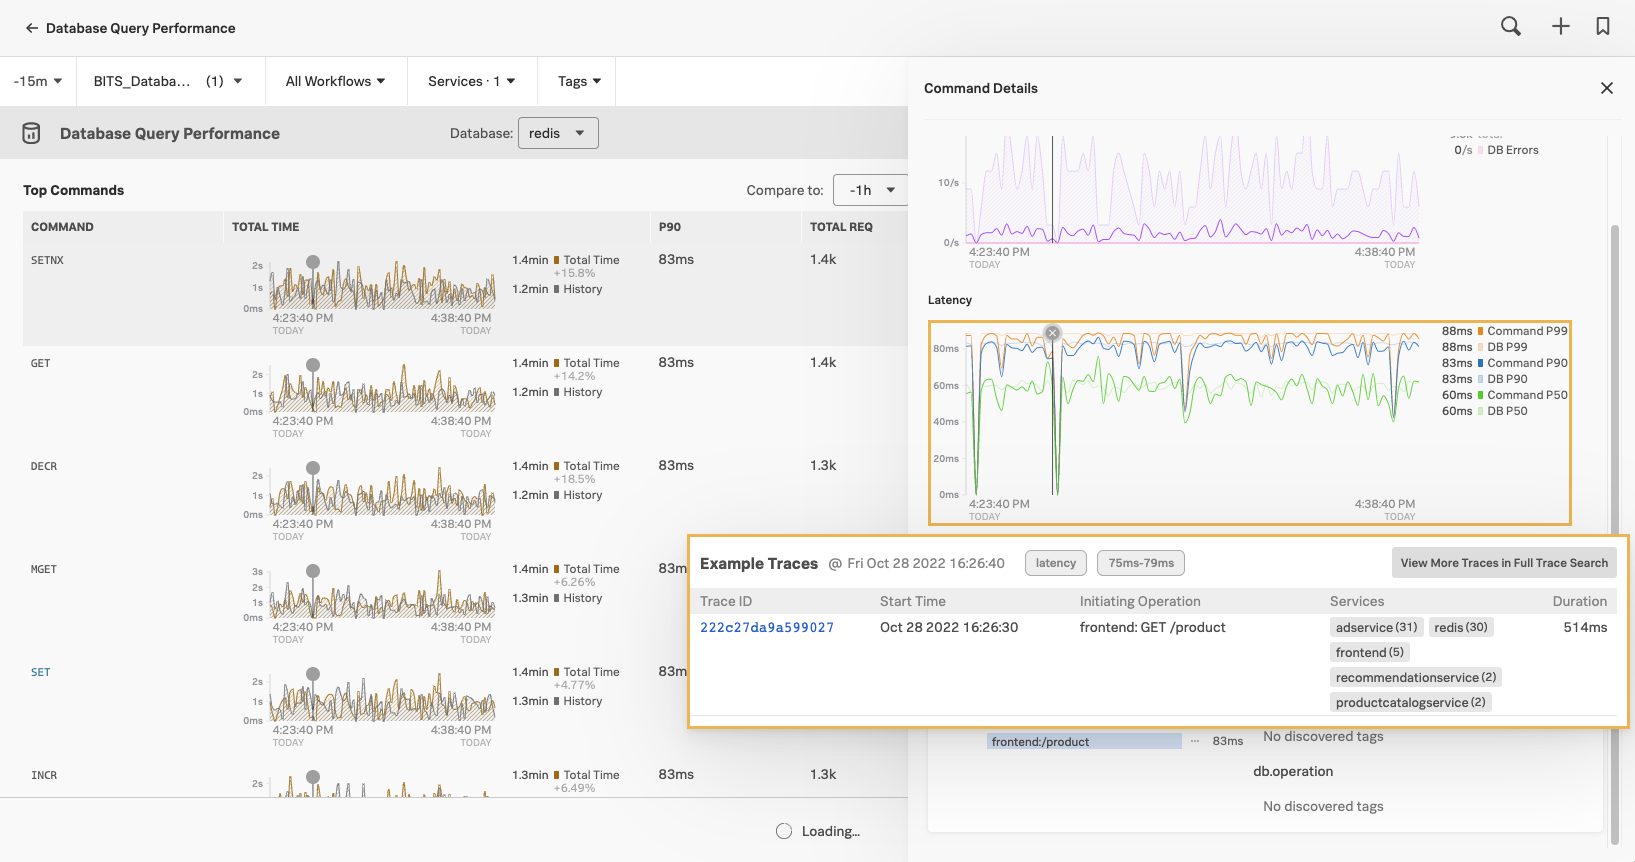 Database Query Performance
-15m
BITS_Databa... (1)
All Workflows
Services · 1
Tags
Database Query Performance
Database: redis
Top Commands
Compare to: -1h
COMMAND TOTAL TIME P90 TOTAL REQ
SETNX
2s
1s
0ms
4:23:40 PM
TODAY
4:38:40 PM
TODAY
1.4min Total Time
+15.8%
1.2min History
83ms
1.4k
GET
2s
1s
0ms
4:23:40 PM
TODAY
4:38:40 PM
TODAY
1.4min Total Time
+14.2%
1.2min History
83ms
1.4k
DECR
2s
1s
0ms
4:23:40 PM
TODAY
4:38:40 PM
TODAY
1.4min Total Time
+18.5%
1.2min History
83ms
1.3k
MGET
3s
2s
1s
0ms
4:23:40 PM
TODAY
4:38:40 PM
TODAY
1.4min Total Time
+6.26%
1.3min History
83m
SET
2s
1s
0ms
4:23:40 PM
TODAY
4:38:40 PM
TODAY
1.4min Total Time
+4.77%
1.3min History
83m
INCR
2s
1.3min Total Time
+6.49%
83ms
1.3k
Loading...
Command Details
0/s DB Errors
10/s
0/s
4:23:40 PM
TODAY
4:38:40 PM
TODAY
Latency
80ms
60ms
40ms
20ms
0ms
4:23:40 PM
TODAY
4:38:40 PM
TODAY
88ms Command P99
88ms DB P99
83ms Command P90
83ms DB P90
60ms Command P50
60ms DB P50
Example Traces @ Fri Oct 28 2022 16:26:40 latency 75ms-79ms View More Traces in Full Trace Search
Trace ID Start Time Initiating Operation Services Duration
222c27da9a599027 Oct 28 2022 16:26:30 frontend: GET /product adservice (31) redis (30) 514ms
frontend (5)
recommendationservice (2)
productcatalogservice (2)
frontend:/product ... 83ms No discovered tags
db.operation
No discovered tags